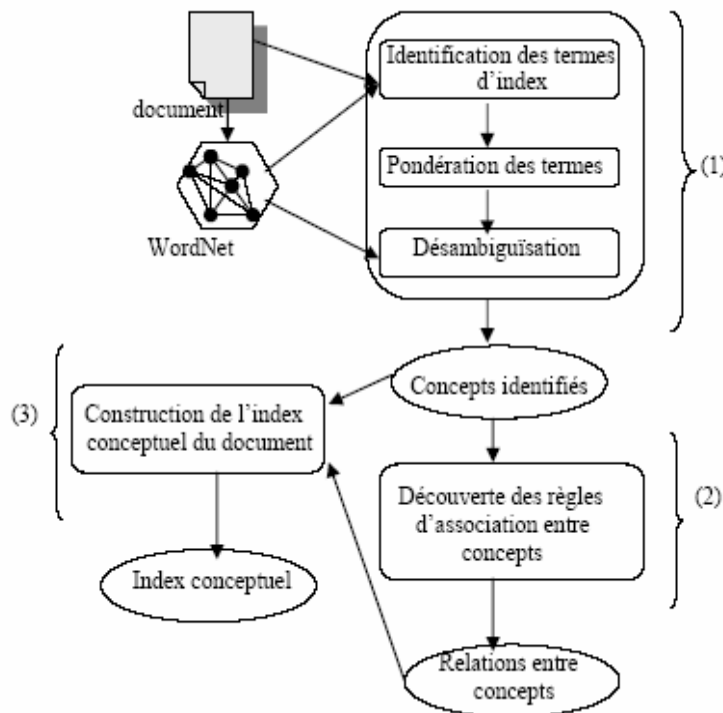 Identification des termes
d'index
document
Pondération des termes
(1)
WordNet
Désambiguïsation
Concepts identifiés
(3)
Construction de l'index
conceptuel du document
Découverte des règles
d'association entre
concepts
(2)
Index conceptuel
Relations entre
concepts